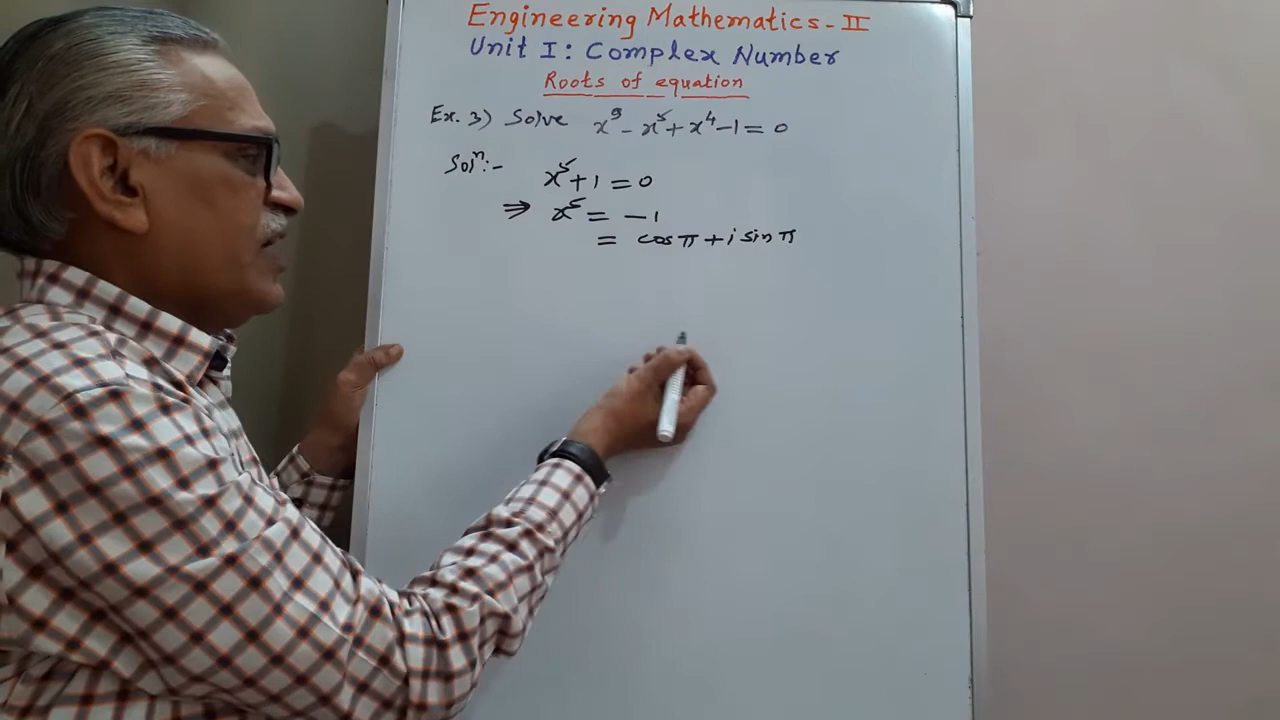 Engineering Mathematics - II
Unit I: Complex Number
Roots of equation
Ex. 3) Solve x⁹ - x⁵ + x⁴ - 1 = 0
Solⁿ:- x⁵ + 1 = 0
⇒ x⁵ = -1
= cos π + i sin π